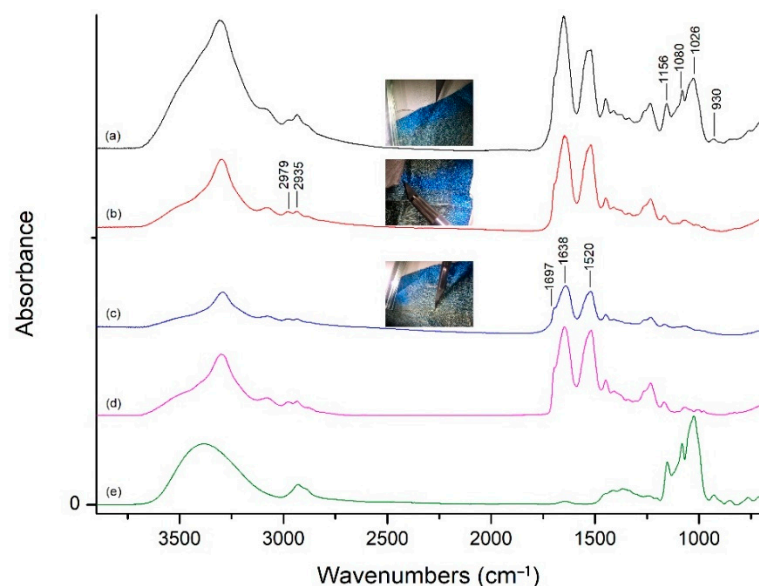 1156
1080
1026
930
(a)
2979
2935
(b)
1697
1638
1520
(c)
(d)
(e)
0
Absorbance
3500 3000 2500 2000 1500 1000
Wavenumbers (cm⁻¹)